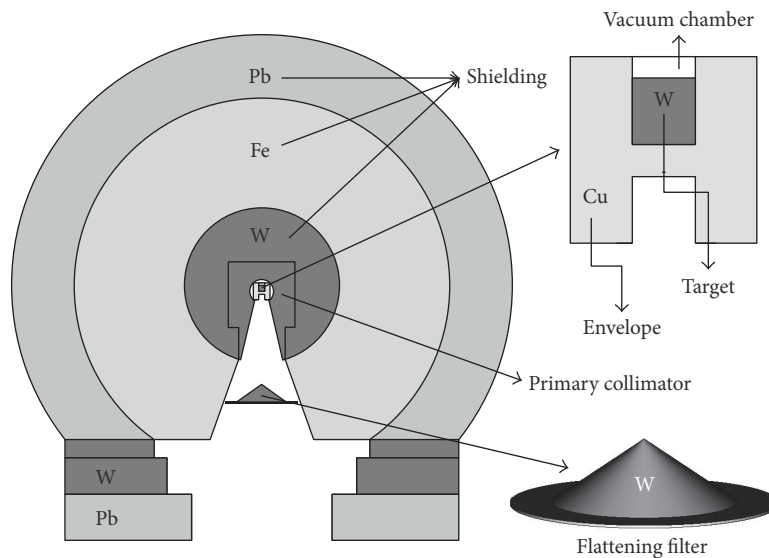 Vacuum chamber
Pb
Shielding
W
Fe
Cu
W
Target
Envelope
Primary collimator
W
Pb
W
Flattening filter